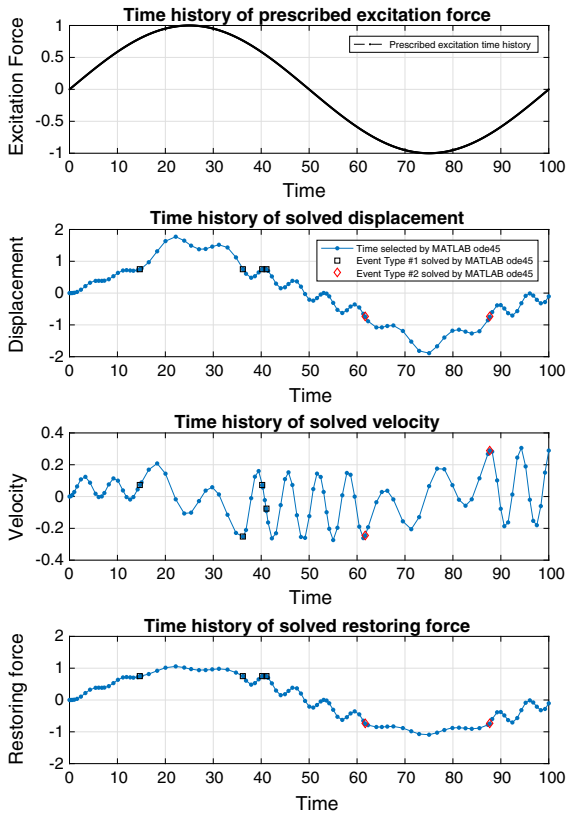 Time history of prescribed excitation force
Excitation Force
1
0.5
0
-0.5
-1
Prescribed excitation time history
0 10 20 30 40 50 60 70 80 90 100
Time
Time history of solved displacement
Displacement
2
1
0
-1
-2
Time selected by MATLAB ode45
Event Type #1 solved by MATLAB ode45
Event Type #2 solved by MATLAB ode45
0 10 20 30 40 50 60 70 80 90 100
Time
Time history of solved velocity
Velocity
0.4
0.2
0
-0.2
-0.4
0 10 20 30 40 50 60 70 80 90 100
Time
Time history of solved restoring force
Restoring force
2
1
0
-1
-2
0 10 20 30 40 50 60 70 80 90 100
Time